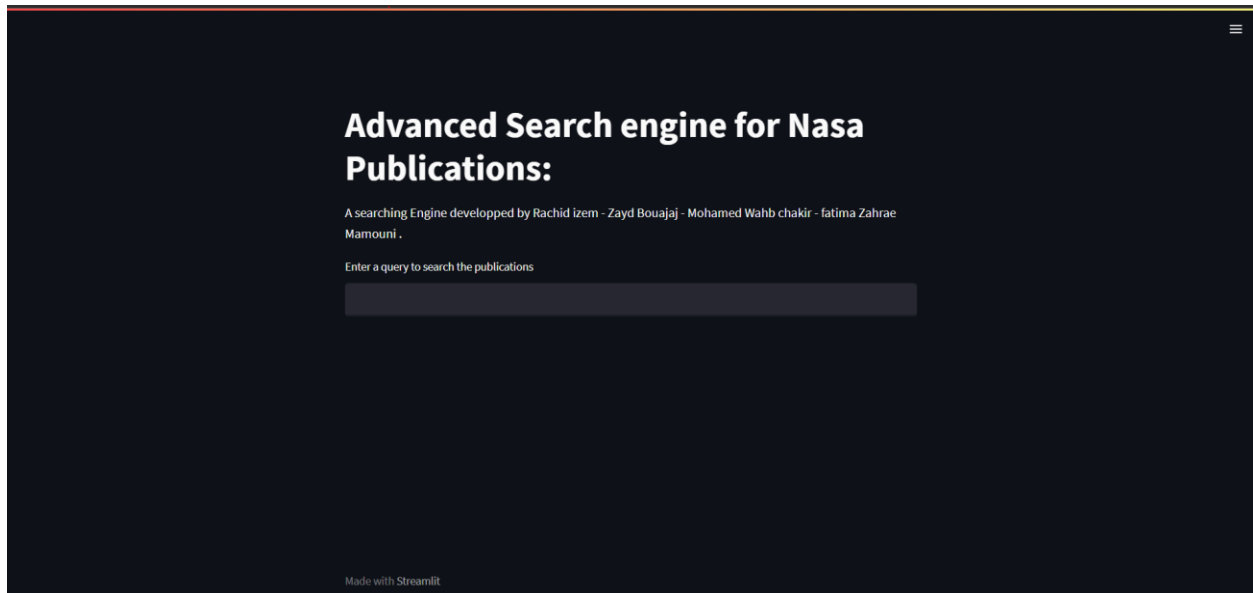 Advanced Search engine for Nasa
Publications:
A searching Engine developped by Rachid izem - Zayd Bouajaj - Mohamed Wahb chakir - fatima Zahrae
Mamouni .
Enter a query to search the publications
Made with Streamlit